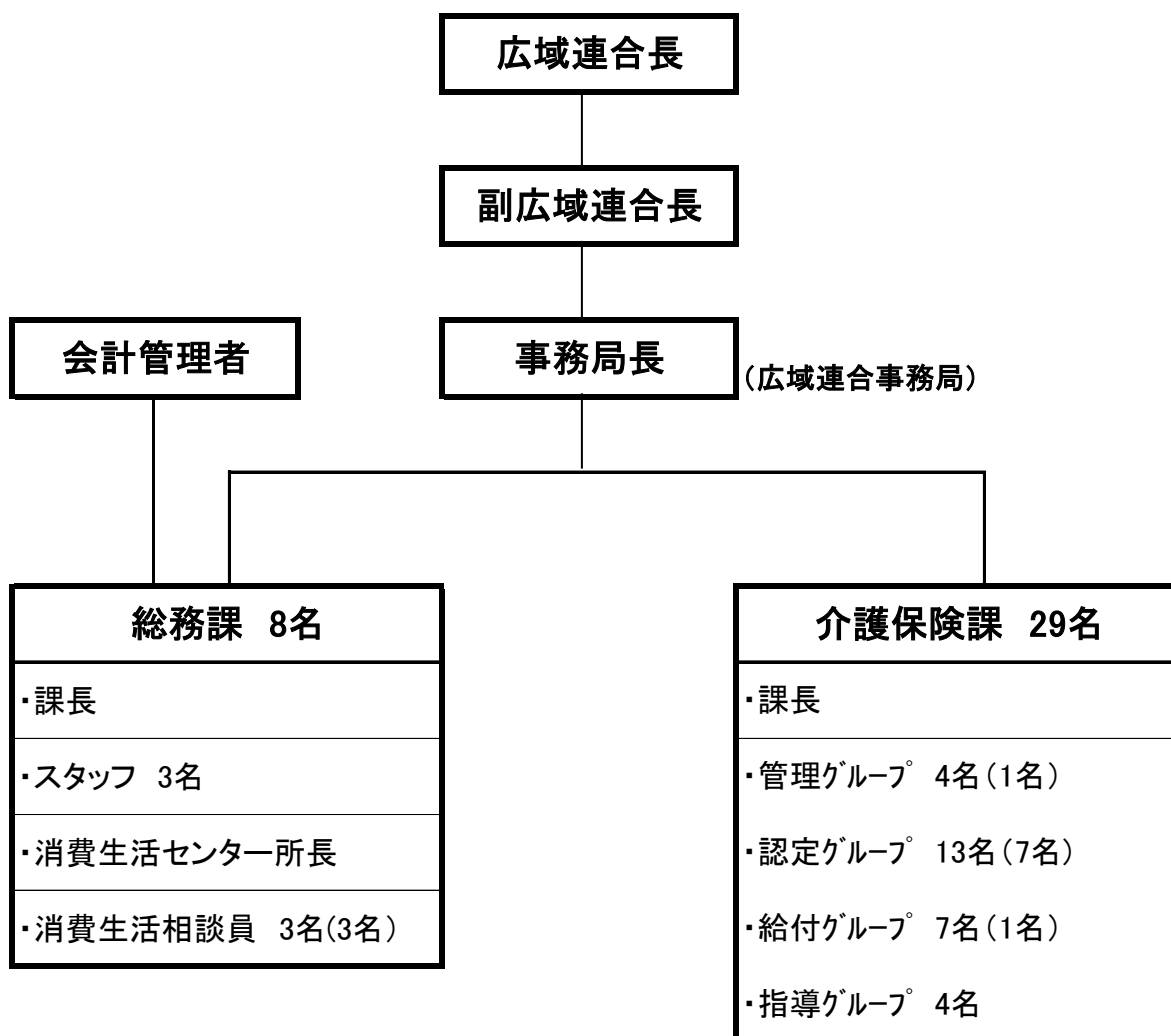 広域連合長
副広域連合長
会計管理者
事務局長
(広域連合事務局)
総務課 8名
・課長
・スタッフ 3名
・消費生活センター所長
・消費生活相談員 3名(3名)
介護保険課 29名
・課長
・管理ｸﾞﾙｰﾌﾟ 4名(1名)
・認定ｸﾞﾙｰﾌﾟ 13名(7名)
・給付ｸﾞﾙｰﾌﾟ 7名(1名)
・指導ｸﾞﾙｰﾌﾟ 4名